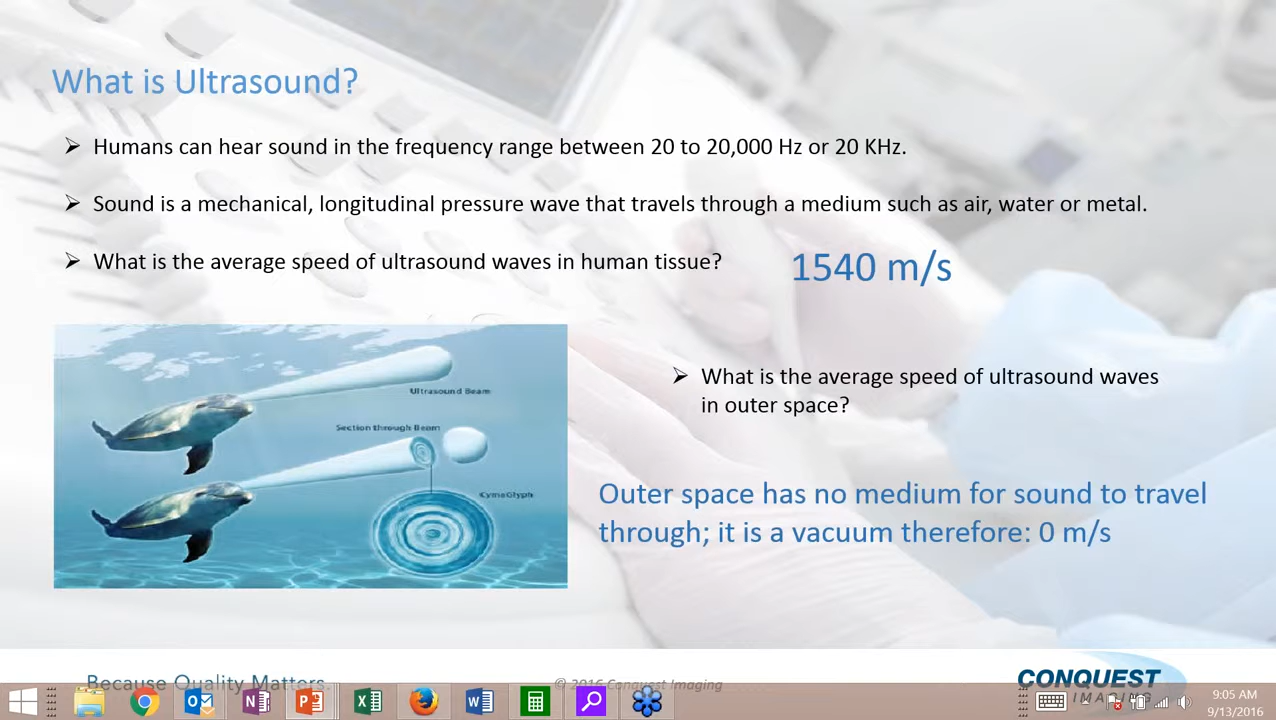 What is Ultrasound?
➢ Humans can hear sound in the frequency range between 20 to 20,000 Hz or 20 KHz.
➢ Sound is a mechanical, longitudinal pressure wave that travels through a medium such as air, water or metal.
➢ What is the average speed of ultrasound waves in human tissue?
1540 m/s
Ultrasound Beam
Section through Beam
CymaGlyph
➢ What is the average speed of ultrasound waves
in outer space?
Outer space has no medium for sound to travel
through; it is a vacuum therefore: 0 m/s
Because Quality Matters.
© 2016 Conquest Imaging
CONQUEST
IMAGING
9:05 AM
9/13/2016